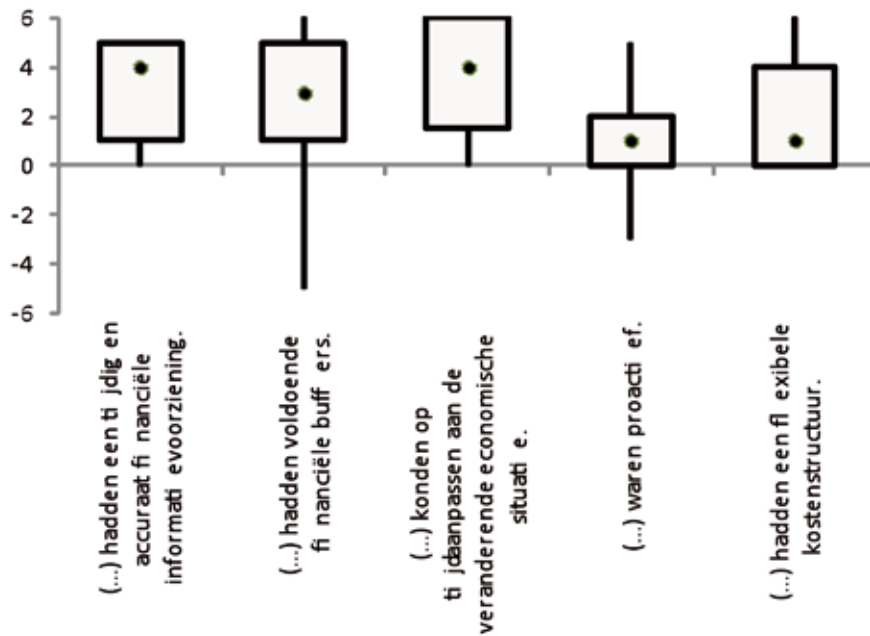 6
4
2
0
-2
-4
-6
(...) hadden een ti jdig en
accuraat fi nanciële
informati evoorziening.
(...) hadden voldoende
fi nanciële buff ers.
(...) konden op
ti jdaanpassen aan de
veranderende economische
situati e.
(...) waren proacti ef.
(...) hadden een fl exibele
kostenstructuur.